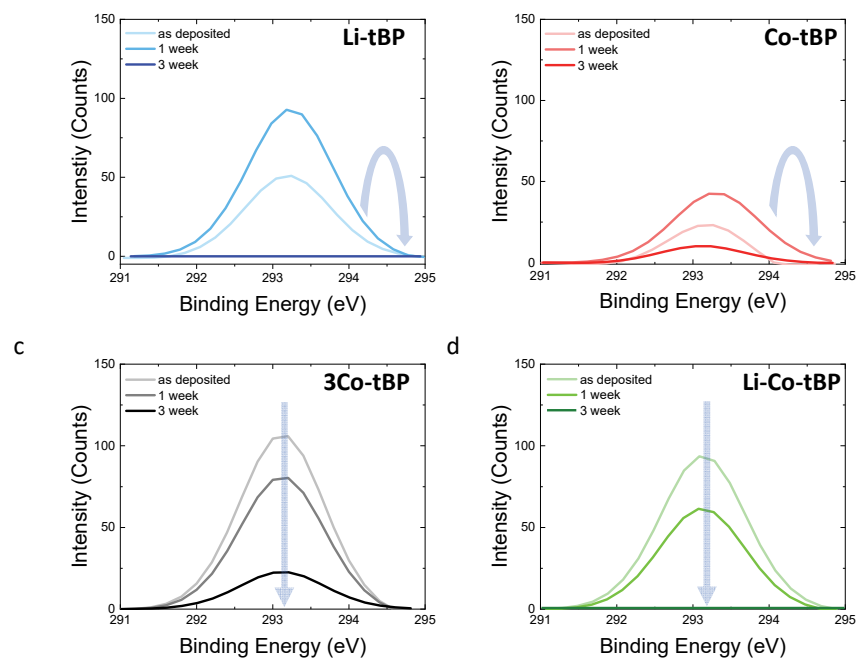 as deposited
1 week
3 week
Li-tBP
150
100
50
0
Intenstiy (Counts)
291
292
293
294
295
Binding Energy (eV)
as deposited
1 week
3 week
Co-tBP
150
100
50
0
Intensity (Counts)
291
292
293
294
295
Binding Energy (eV)
c
as deposited
1 week
3 week
3Co-tBP
150
100
50
0
Intensity (Counts)
291
292
293
294
295
Binding Energy (eV)
d
as deposited
1 week
3 week
Li-Co-tBP
150
100
50
0
Intensity (Counts)
291
292
293
294
295
Binding Energy (eV)